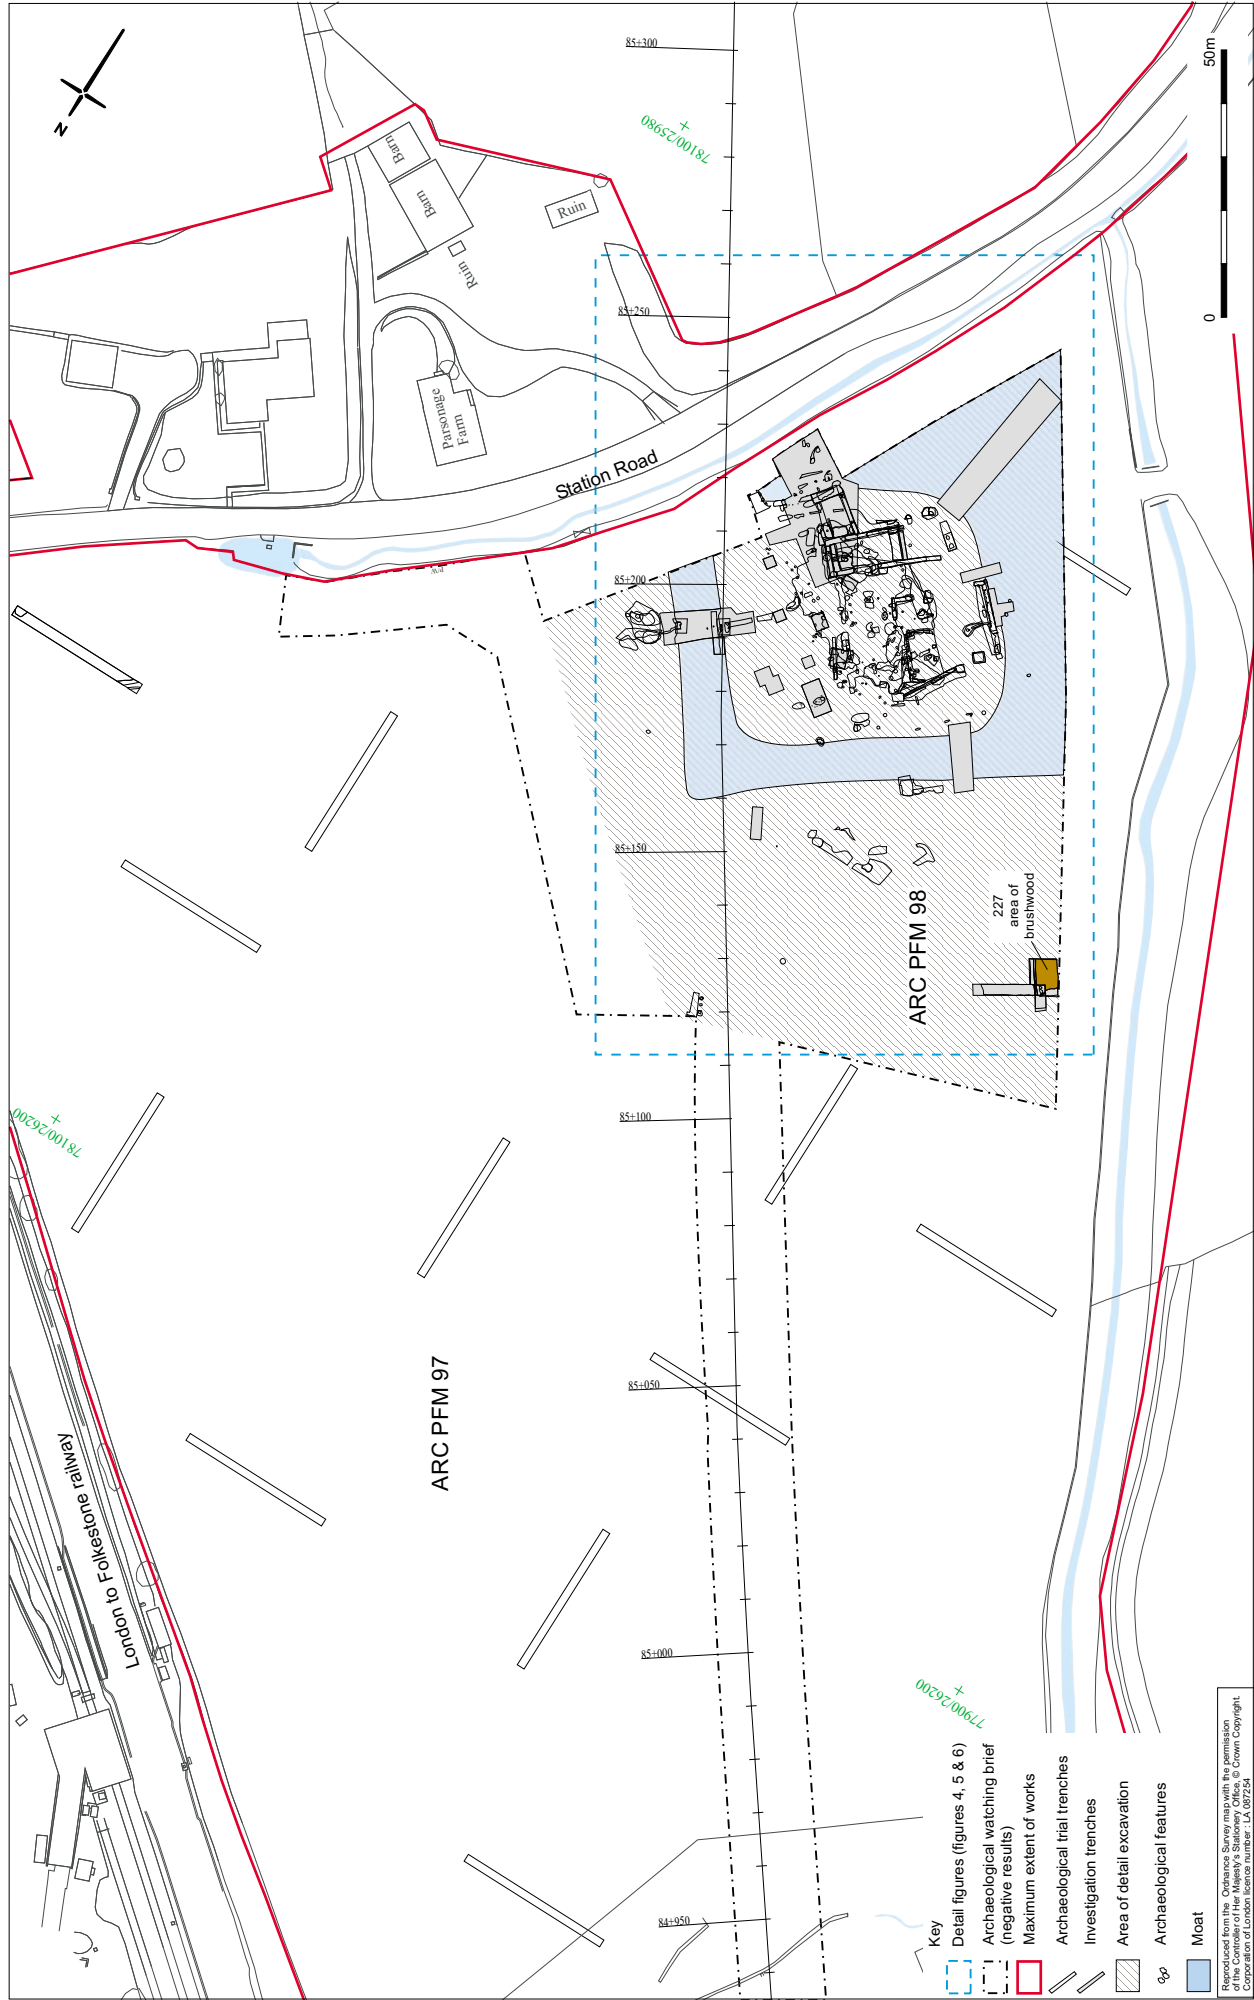 85+300
78100/25980
50m
0
N
Barn
Barn
Ruin
Ruin
85+250
Parsonage
Farm
Station Road
85+200
85+150
227
area of
brushwood
ARC PFM 98
85+100
78100/26200
ARC PFM 97
85+050
London to Folkestone railway
85+000
77900/26200
84+950
Key
Detail figures (figures 4, 5 & 6)
Archaeological watching brief
(negative results)
Maximum extent of works
Archaeological trial trenches
Investigation trenches
Area of detail excavation
Archaeological features
Moat
Reproduced from the Ordnance Survey map with the permission
of the Controller of Her Majesty's Stationery Office, © Crown Copyright.
Corporation of London licence number : LA 087254